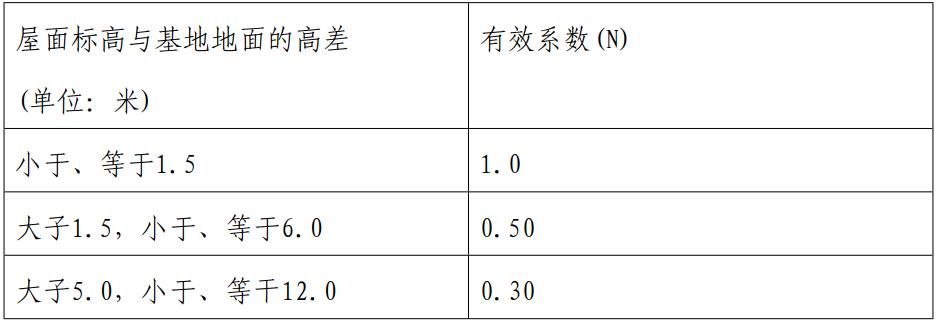 屋面标高与基地地面的高差
(单位: 米)
有效系数(N)
小于、等于1.5
1.0
大子1.5, 小于、等于6.0
0.50
大子5.0, 小于、等干12.0
0.30